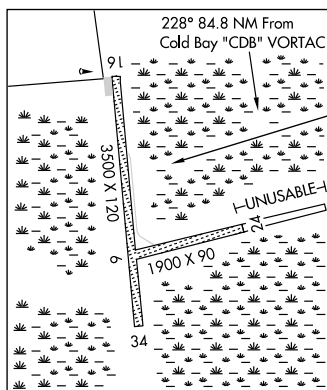 228° 84.8 NM From
Cold Bay "CDB" VORTAC
16
3500 X 120
UNUSABLE
24
6
1900 X 90
34